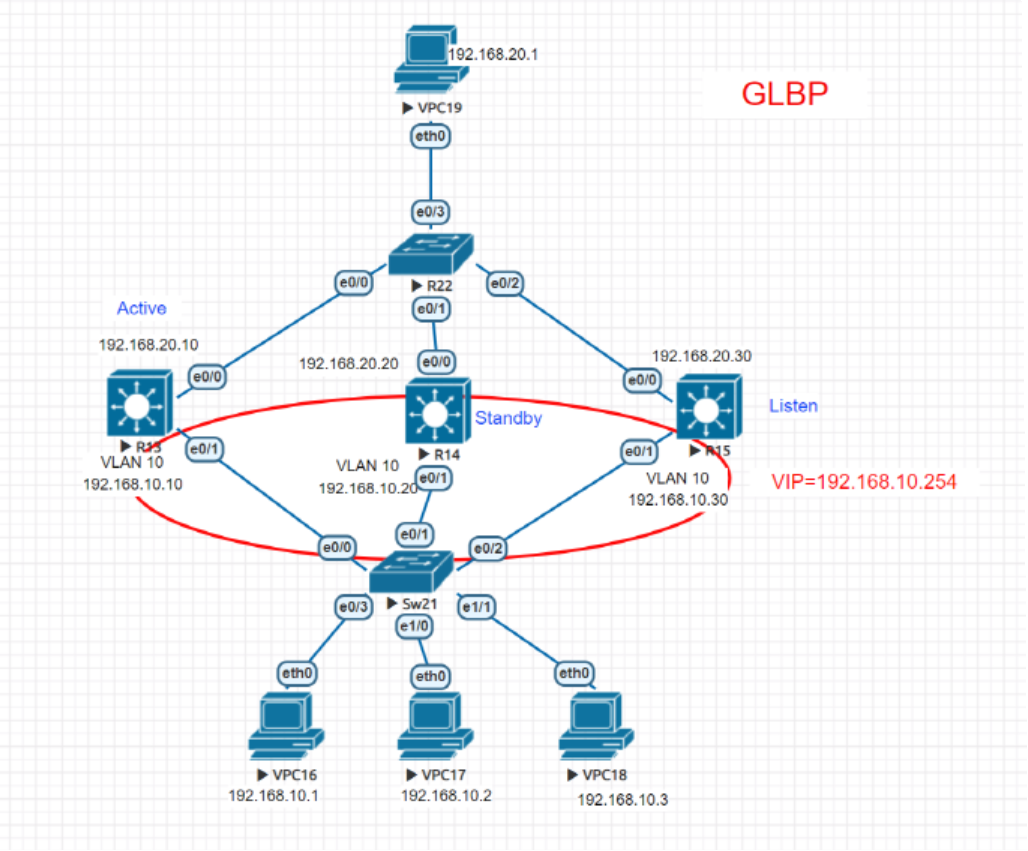 192.168.20.1
GLBP
VPC19
eth0
e0/3
R22
e0/0
e0/2
e0/1
Active
192.168.20.10
192.168.20.20
e0/0
192.168.20.30
e0/0
e0/0
Standby
Listen
R13
e0/1
R14
e0/1
R15
VLAN 10
192.168.10.10
VLAN 10
192.168.10.20
e0/1
VLAN 10
192.168.10.30
VIP=192.168.10.254
e0/1
e0/0
e0/2
Sw21
e0/3
e1/0
e1/1
eth0
eth0
eth0
VPC16
VPC17
VPC18
192.168.10.1
192.168.10.2
192.168.10.3